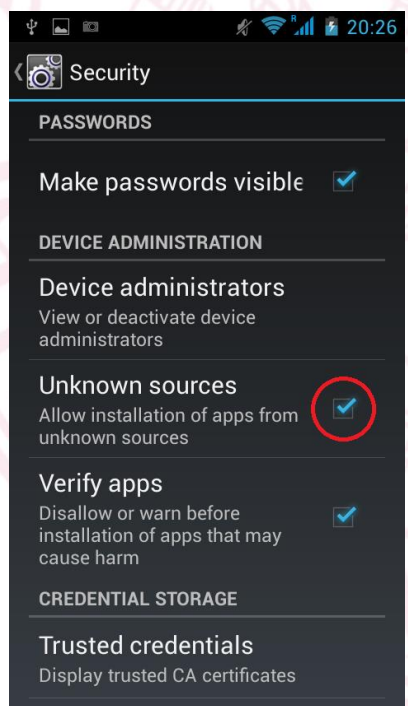 R 20:26
Security
PASSWORDS
Make passwords visible
DEVICE ADMINISTRATION
Device administrators
View or deactivate device
administrators
Unknown sources
Allow installation of apps from
unknown sources
Verify apps
Disallow or warn before
installation of apps that may
cause harm
CREDENTIAL STORAGE
Trusted credentials
Display trusted CA certificates